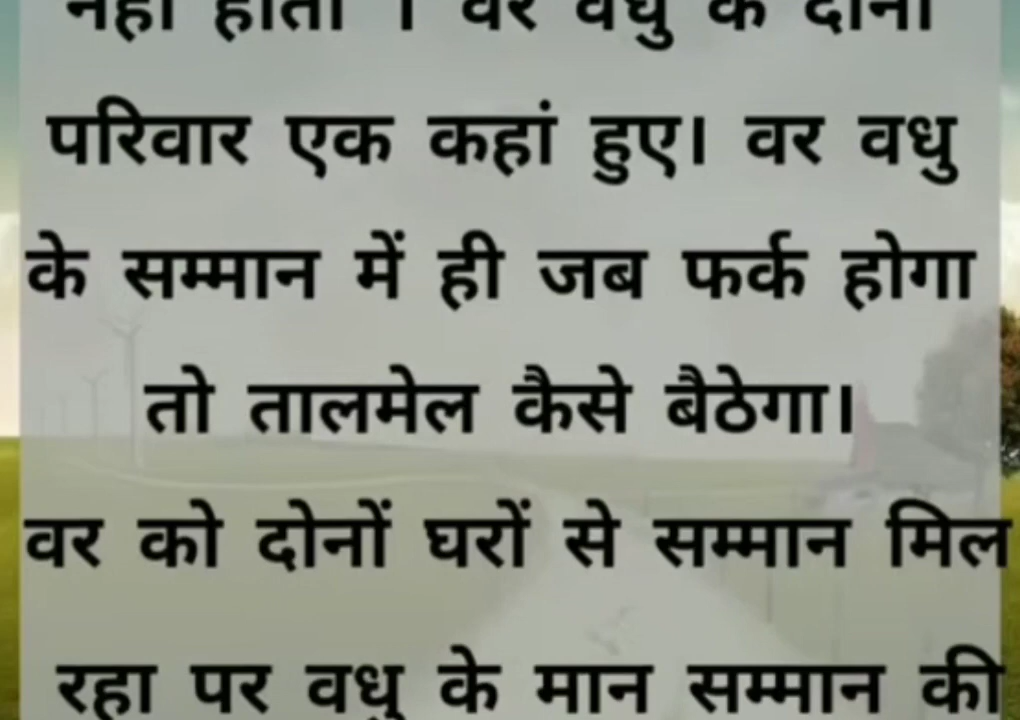 नहीं होता । वर वधु के दोनों
परिवार एक कहां हुए। वर वधु
के सम्मान में ही जब फर्क होगा
तो तालमेल कैसे बैठेगा।
वर को दोनों घरों से सम्मान मिल
रहा पर वधु के मान सम्मान की